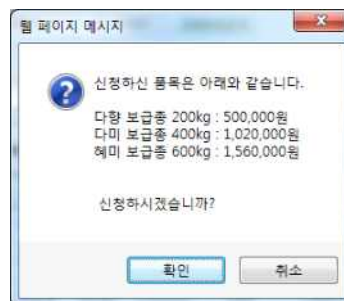 웹 페이지 메시지
신청하신 품목은 아래와 같습니다.
다향 보급종 200kg : 500,000원
다미 보급종 400kg : 1,020,000원
혜미 보급종 600kg : 1,560,000원
신청하시겠습니까?
확인
취소